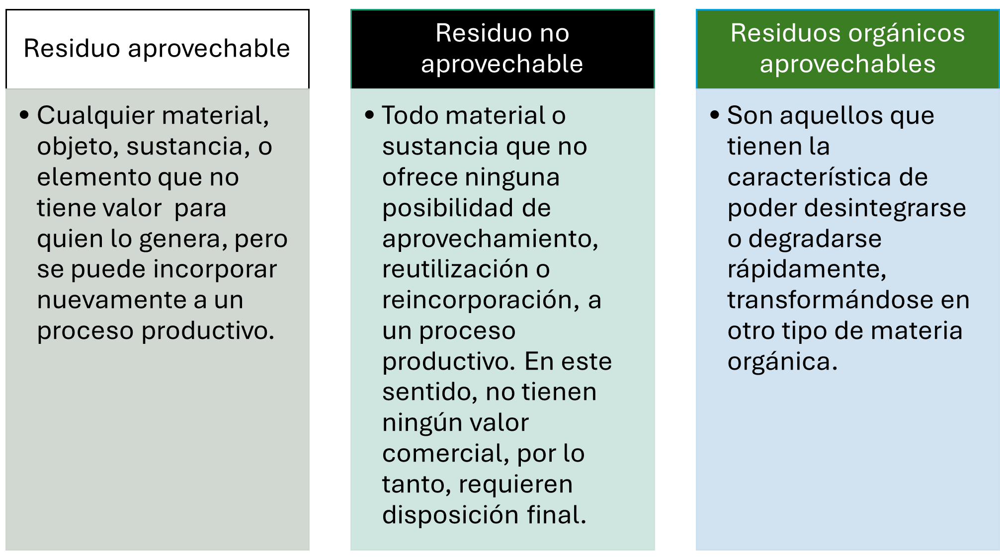 Residuo aprovechable
• Cualquier material,
objeto, sustancia, o
elemento que no
tiene valor  para
quien lo genera, pero
se puede incorporar
nuevamente a un
proceso productivo.
Residuo no
aprovechable
• Todo material o
sustancia que no
ofrece ninguna
posibilidad de
aprovechamiento,
reutilización o
reincorporación, a
un proceso
productivo. En este
sentido, no tienen
ningún valor
comercial, por lo
tanto, requieren
disposición final.
Residuos orgánicos
aprovechables
• Son aquellos que
tienen la
característica de
poder desintegrarse
o degradarse
rápidamente,
transformándose en
otro tipo de materia
orgánica.